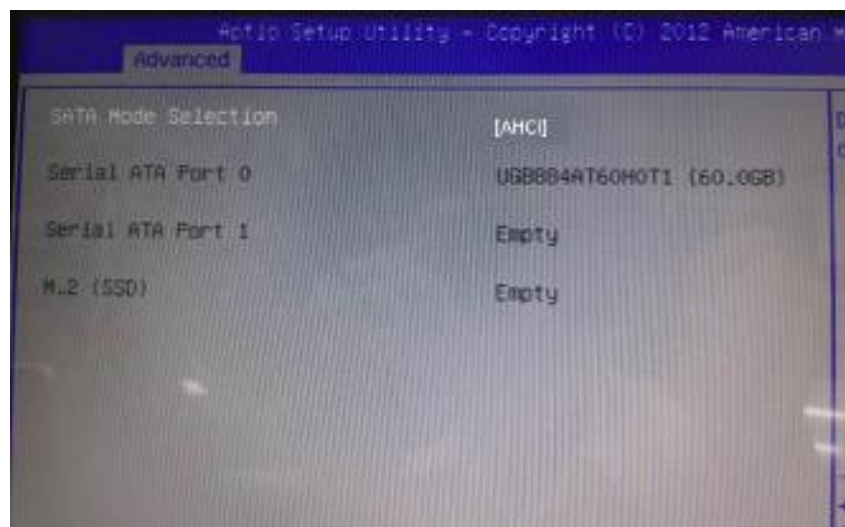 Aptio Setup Utility - Copyright (C) 2012 American
Advanced
SATA Mode Selection [AHCI]
Serial ATA Port 0 UGB884AT60H0T1 (60.0GB)
Serial ATA Port 1 Empty
M.2 (SSD) Empty